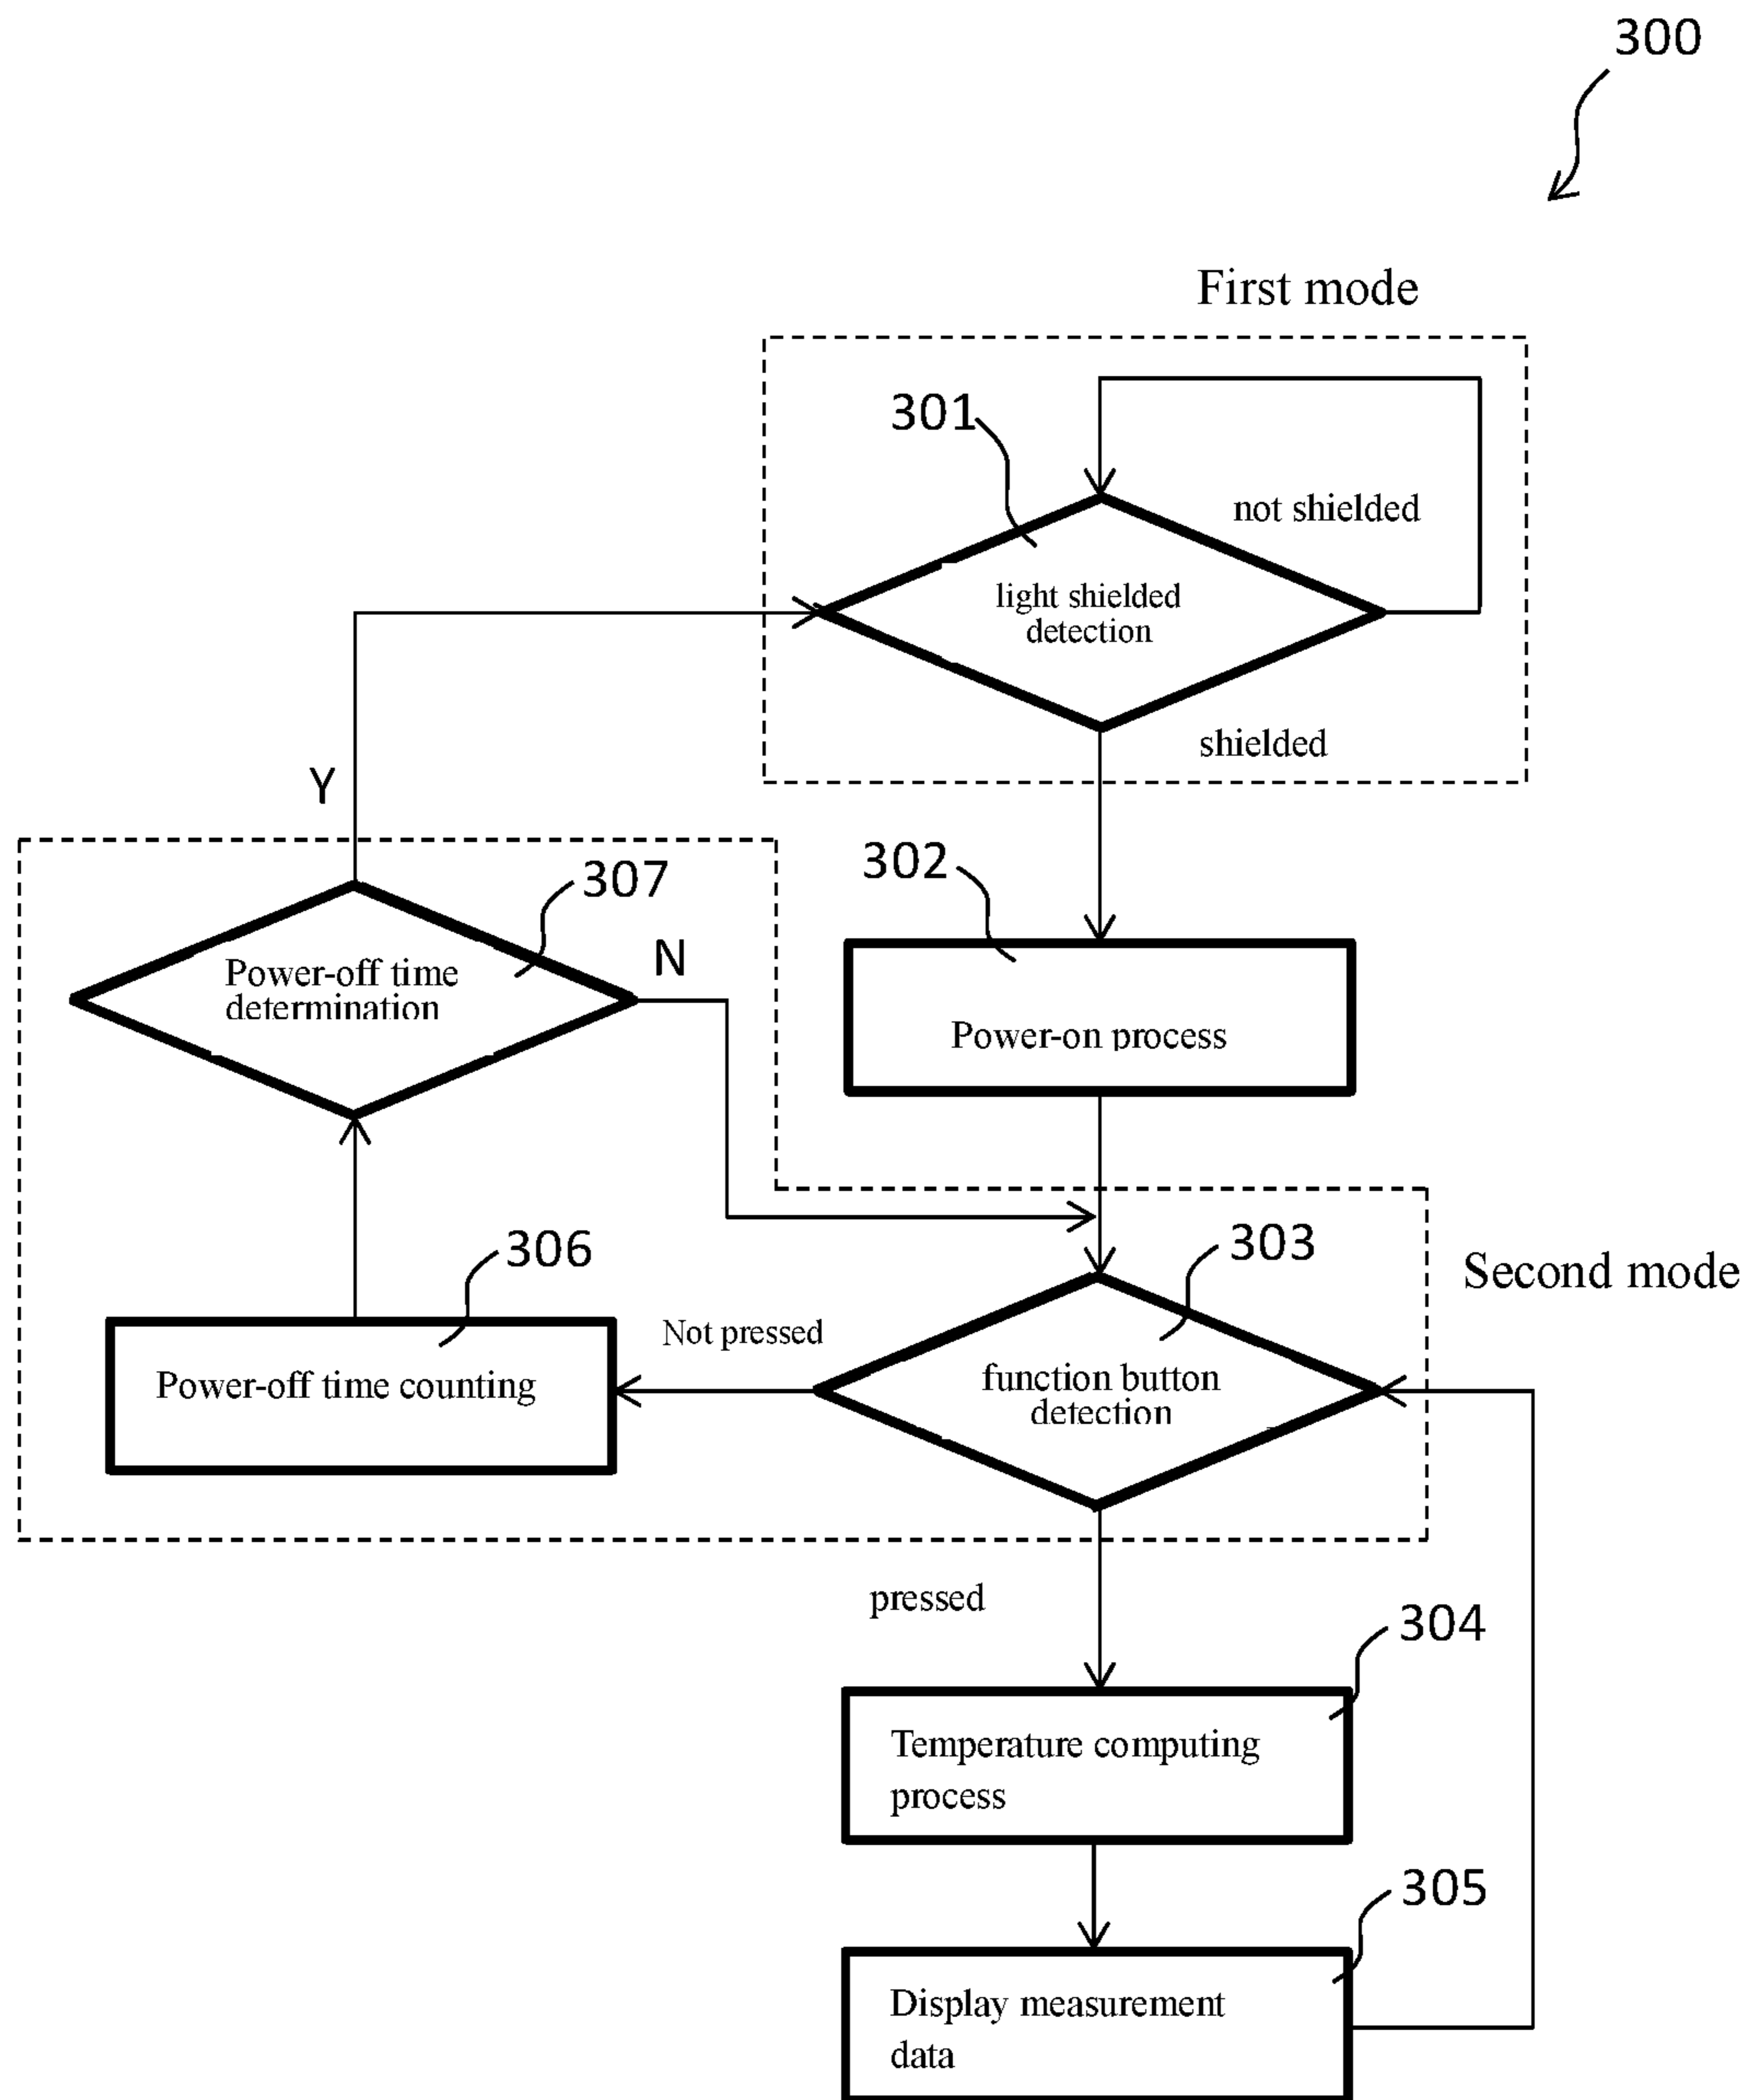 300
First mode
301
not shielded
light shielded
detection
shielded
Y
302
307
N
Power-off time
determination
Power-on process
306
303
Second mode
Not pressed
Power-off time counting
function button
detection
pressed
304
Temperature computing
process
305
Display measurement
data